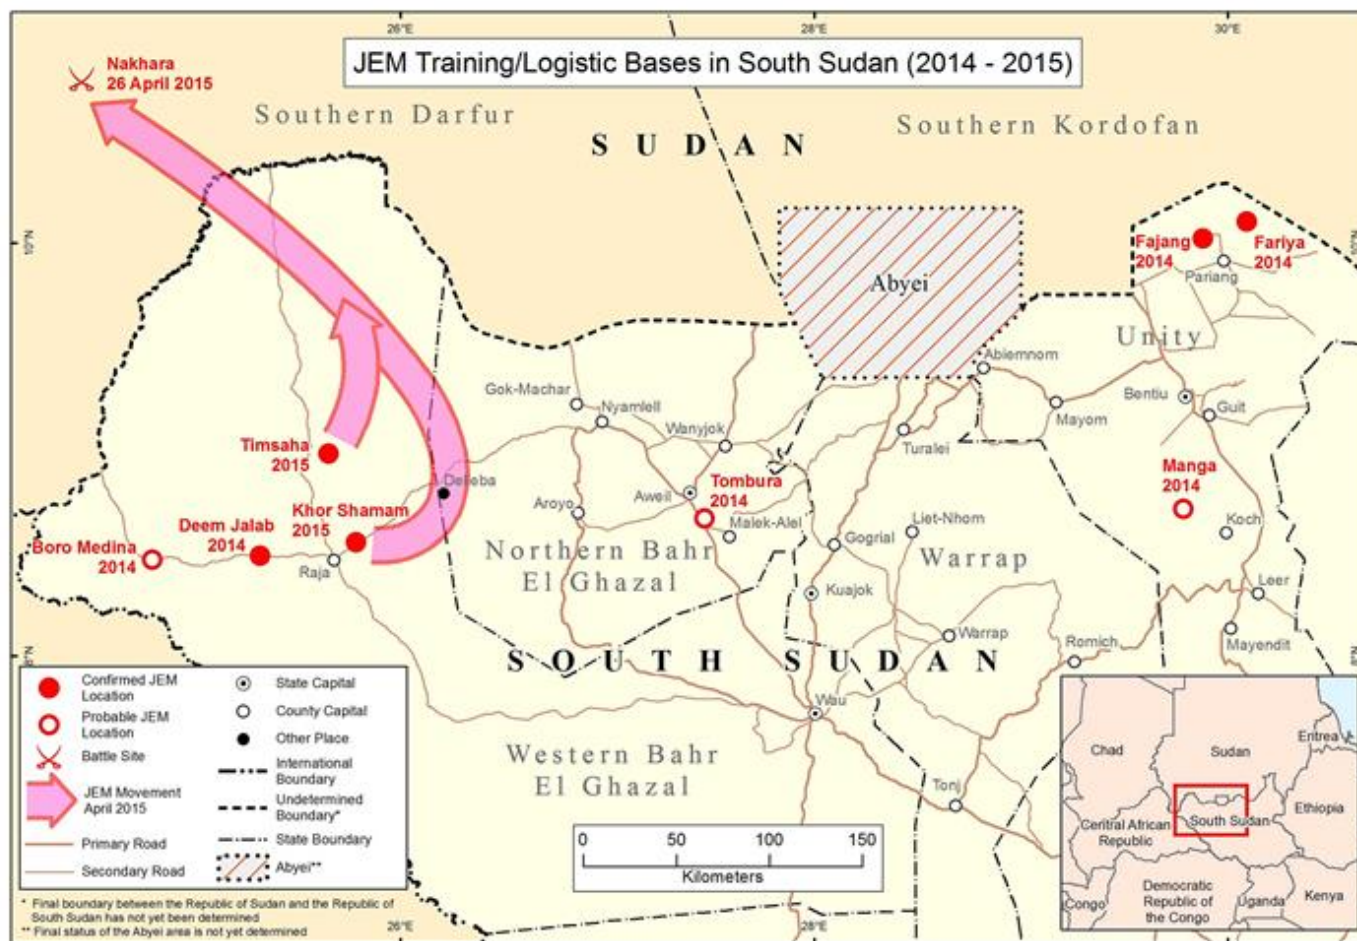 26°E
28°E
30°E
JEM Training/Logistic Bases in South Sudan (2014 - 2015)
Nakhara
26 April 2015
Southern Darfur
SUDAN
Southern Kordofan
10°N
10°N
Fajang
2014
Fariya
2014
Pariang
Abyei
Unity
Abiemnom
Gok-Machar
Nyamlell
Mayom
Bentiu
Guit
Wanyjok
Turalei
Timsaha
2015
Deleba
Aweil
Tombura
2014
Manga
2014
Aroyo
Khor Shamam
2015
Deem Jalab
2014
Boro Medina
2014
Raja
Malek-Alel
Liet-Nhom
Koch
Northern Bahr
El Ghazal
Gogrial
Warrap
Kuajok
Leer
Warrap
Romich
Mayendit
8°N
8°N
SOUTH SUDAN
Wau
Western Bahr
El Ghazal
Tonj
Confirmed JEM
Location
Probable JEM
Location
Battle Site
JEM Movement
April 2015
Primary Road
Secondary Road
State Capital
County Capital
Other Place
International
Boundary
Undetermined
Boundary*
State Boundary
Abyei**
* Final boundary between the Republic of Sudan and the Republic of
South Sudan has not yet been determined
** Final status of the Abyei area is not yet determined
0 50 100 150
Kilometers
26°E
28°E
Chad
Sudan
Eritrea
Ethiopia
South Sudan
Central African
Republic
Democratic
Republic of
the Congo
Congo
Uganda
Kenya